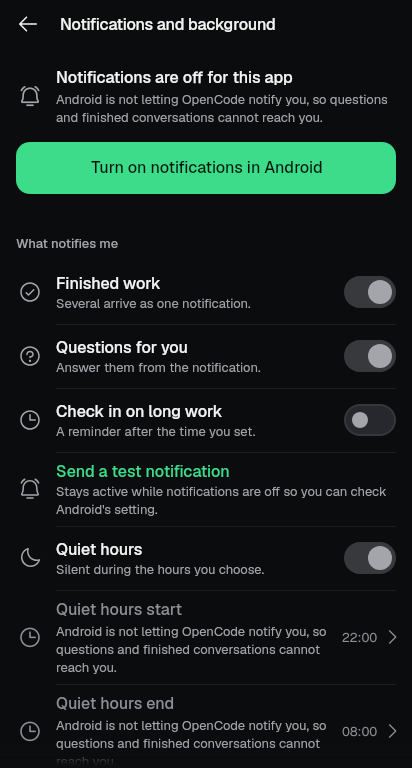 Notifications and background
Notifications are off for this app
Android is not letting OpenCode notify you, so questions
and finished conversations cannot reach you.
Turn on notifications in Android
What notifies me
Finished work
Several arrive as one notification.
Questions for you
Answer them from the notification.
Check in on long work
A reminder after the time you set.
Send a test notification
Stays active while notifications are off so you can check
Android's setting.
Quiet hours
Silent during the hours you choose.
Quiet hours start
Android is not letting OpenCode notify you, so
questions and finished conversations cannot
reach you.
22:00
Quiet hours end
Android is not letting OpenCode notify you, so
questions and finished conversations cannot
reach you.
08:00